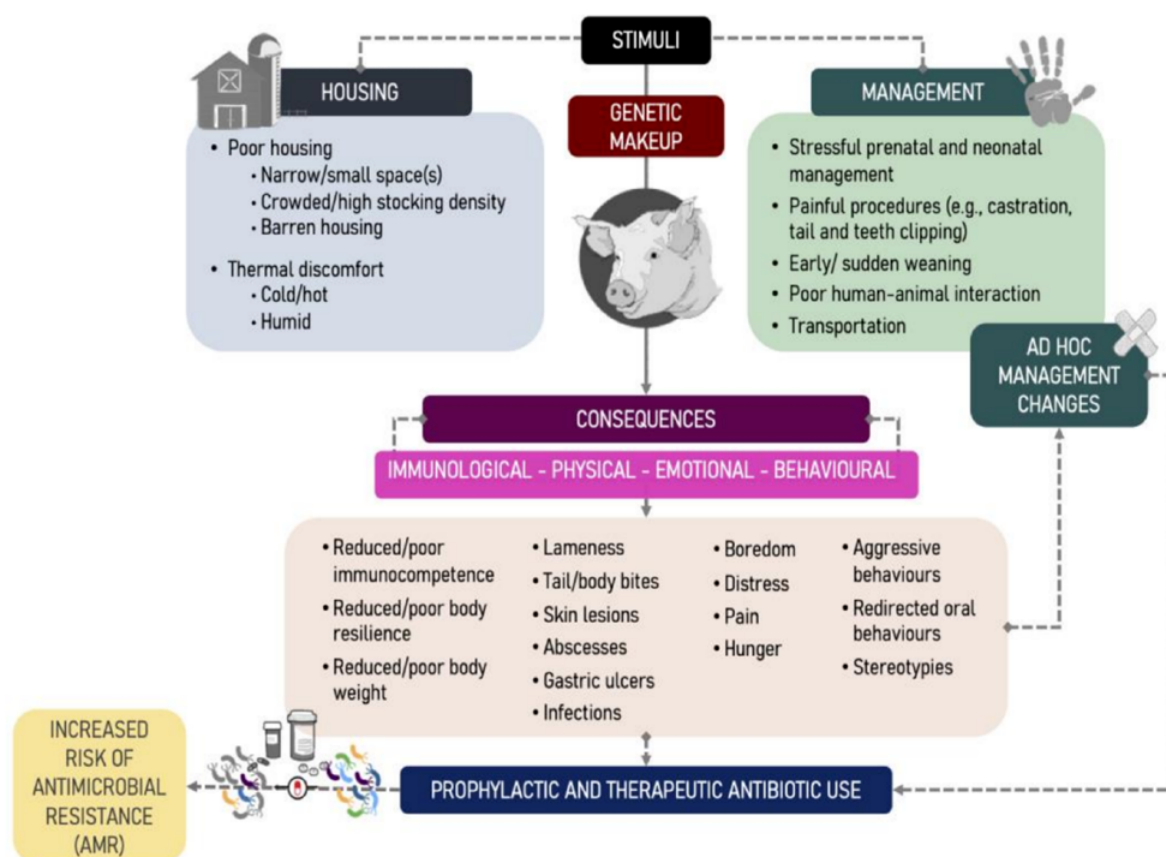 STIMULI
HOUSING
• Poor housing
• Narrow/small space(s)
• Crowded/high stocking density
• Barren housing
• Thermal discomfort
• Cold/hot
• Humid
GENETIC
MAKEUP
MANAGEMENT
• Stressful prenatal and neonatal
management
• Painful procedures (e.g., castration,
tail and teeth clipping)
• Early/ sudden weaning
• Poor human-animal interaction
• Transportation
AD HOC
MANAGEMENT
CHANGES
CONSEQUENCES
IMMUNOLOGICAL - PHYSICAL - EMOTIONAL - BEHAVIOURAL
• Reduced/poor
immunocompetence
• Reduced/poor body
resilience
• Reduced/poor body
weight
• Lameness
• Tail/body bites
• Skin lesions
• Abscesses
• Gastric ulcers
• Infections
• Boredom
• Distress
• Pain
• Hunger
• Aggressive
behaviours
• Redirected oral
behaviours
• Stereotypies
PROPHYLACTIC AND THERAPEUTIC ANTIBIOTIC USE
INCREASED
RISK OF
ANTIMICROBIAL
RESISTANCE
(AMR)